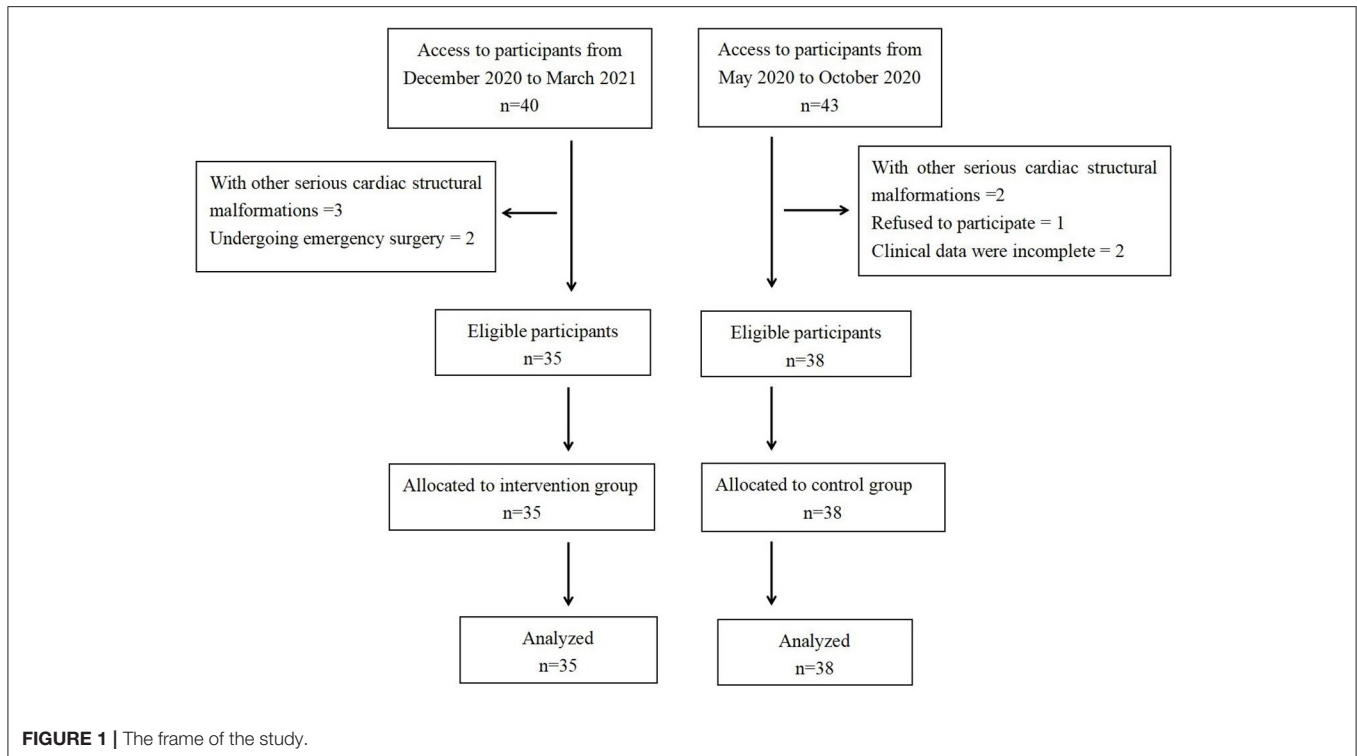 Access to participants from
December 2020 to March 2021
n=40
Access to participants from
May 2020 to October 2020
n=43
With other serious cardiac structural
malformations =3
Undergoing emergency surgery = 2
With other serious cardiac structural
malformations =2
Refused to participate = 1
Clinical data were incomplete = 2
Eligible participants
n=35
Eligible participants
n=38
Allocated to intervention group
n=35
Allocated to control group
n=38
Analyzed
n=35
Analyzed
n=38
FIGURE 1 | The frame of the study.